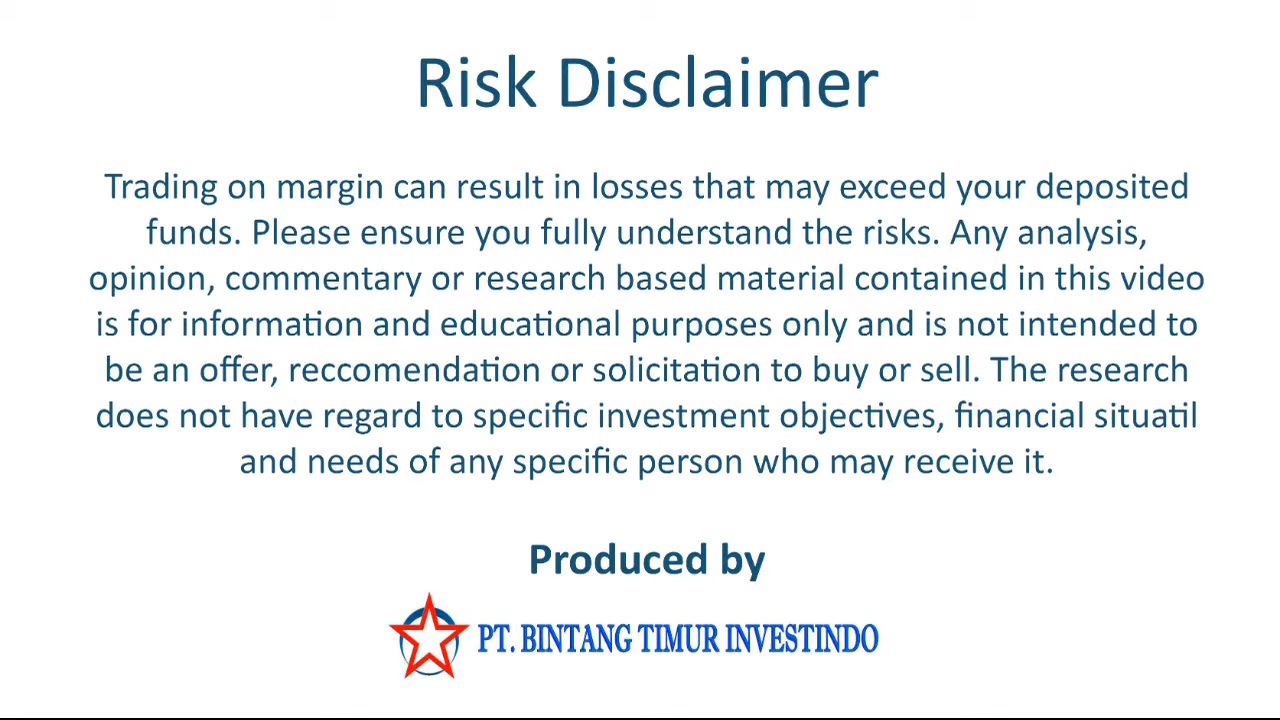 Risk Disclaimer
Trading on margin can result in losses that may exceed your deposited
funds. Please ensure you fully understand the risks. Any analysis,
opinion, commentary or research based material contained in this video
is for information and educational purposes only and is not intended to
be an offer, reccomendation or solicitation to buy or sell. The research
does not have regard to specific investment objectives, financial situatil
and needs of any specific person who may receive it.
Produced by
PT. BINTANG TIMUR INVESTINDO